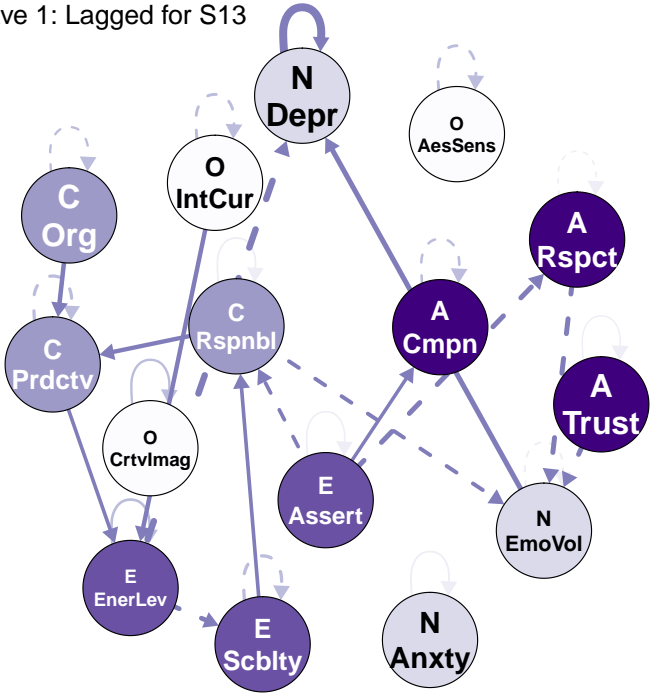 ve 1: Lagged for S13
N
Depr
O
AesSens
O
IntCur
C
Org
A
Rspct
C
Rspnbl
A
Cmpn
C
Prdctv
A
Trust
O
CrtvImag
E
Assert
N
EmoVol
E
EnerLev
E
Scblty
N
Anxty